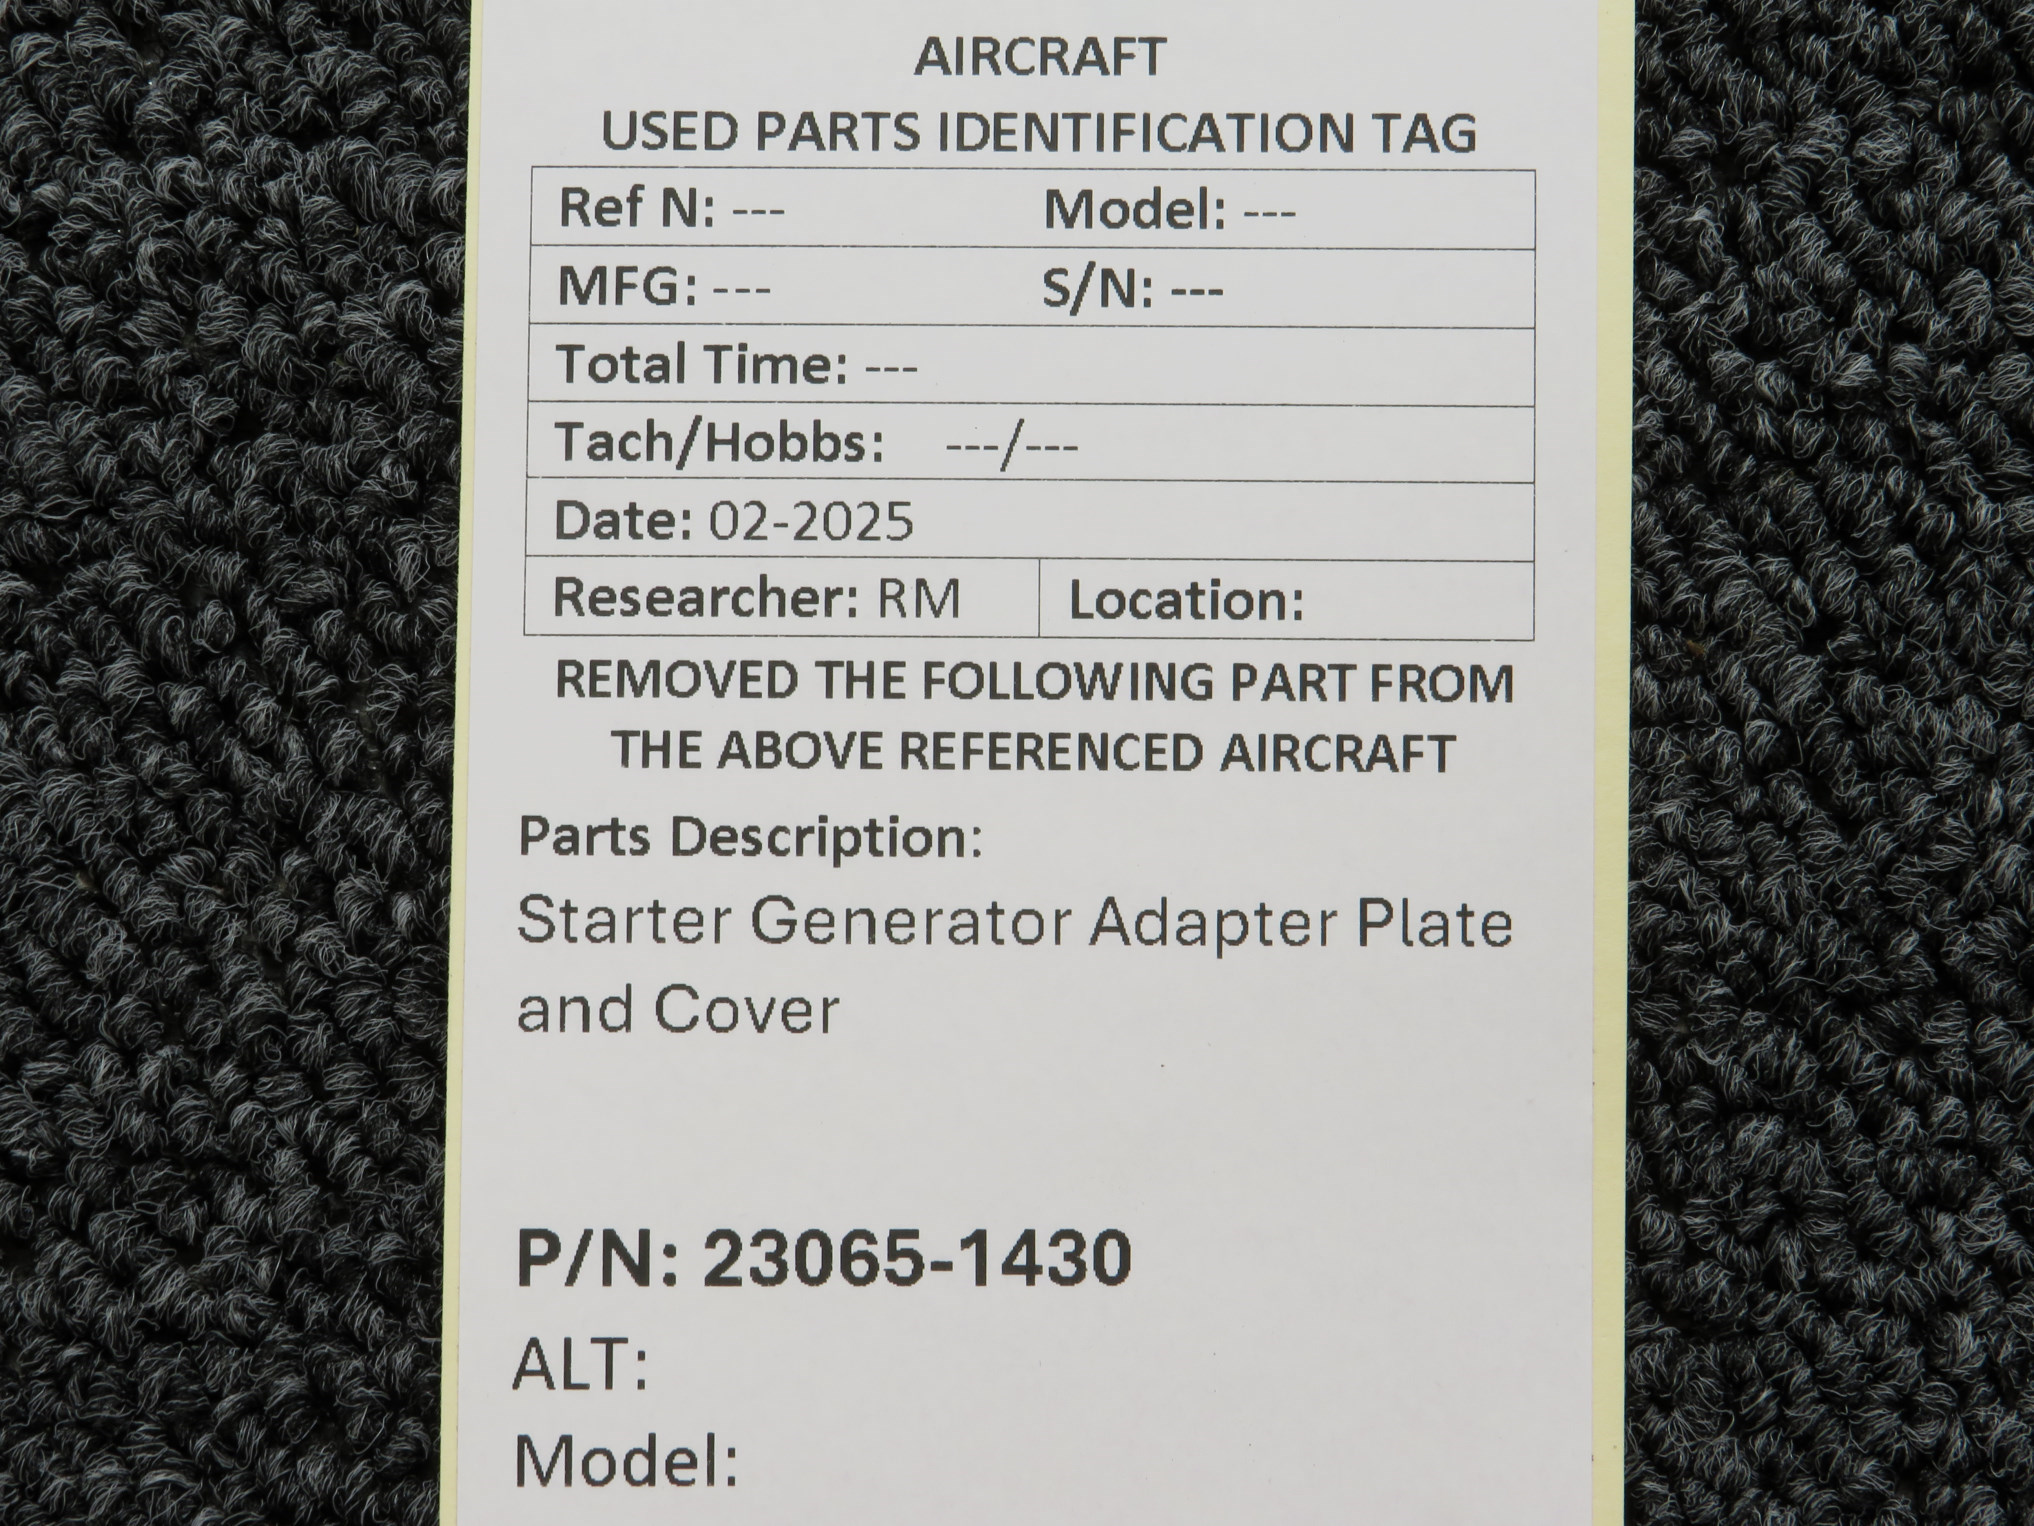 AIRCRAFT
USED PARTS IDENTIFICATION TAG
Ref N: --- Model: ---
MFG: --- S/N: ---
Total Time: ---
Tach/Hobbs: ---/---
Date: 02-2025
Researcher: RM Location:
REMOVED THE FOLLOWING PART FROM
THE ABOVE REFERENCED AIRCRAFT
Parts Description:
Starter Generator Adapter Plate
and Cover
P/N: 23065-1430
ALT:
Model: